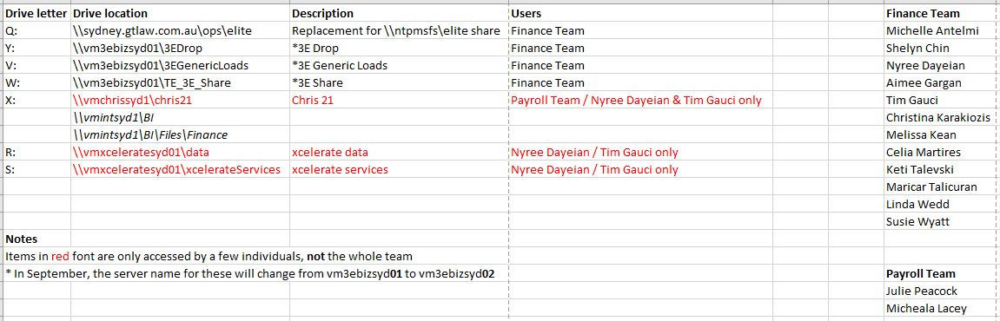 Drive letter Drive location Description Users Finance Team
Q: \\sydney.gtlaw.com.au\ops\elite Replacement for \\ntpmsfs\elite share Finance Team Michelle Antelmi
Y: \\vm3ebizsyd01\3EDrop *3E Drop Finance Team Shelyn Chin
V: \\vm3ebizsyd01\3EGenericLoads *3E Generic Loads Finance Team Nyree Dayeian
W: \\vm3ebizsyd01\TE_3E_Share *3E Share Finance Team Aimee Gargan
X: \\vmchrissyd1\chris21 Chris 21 Payroll Team / Nyree Dayeian & Tim Gauci only Tim Gauci
\\vmintsyd1\BI Christina Karakiozis
\\vmintsyd1\BI\Files\Finance Melissa Kean
R: \\vmxceleratesyd01\data xcelerate data Nyree Dayeian / Tim Gauci only Celia Martires
S: \\vmxceleratesyd01\xcelerateServices xcelerate services Nyree Dayeian / Tim Gauci only Keti Talevski
Maricar Talicuran
Linda Wedd
Susie Wyatt
Notes
Items in red font are only accessed by a few individuals, not the whole team
* In September, the server name for these will change from vm3ebizsyd01 to vm3ebizsyd02 Payroll Team
Julie Peacock
Micheala Lacey